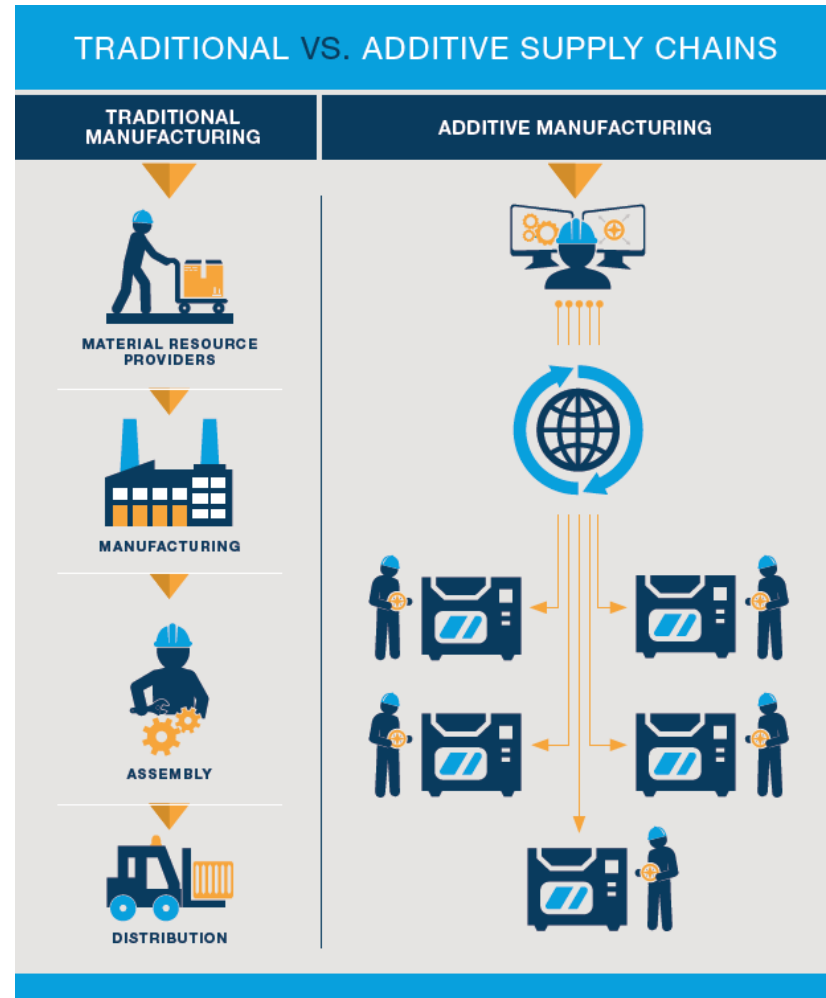 TRADITIONAL VS. ADDITIVE SUPPLY CHAINS
TRADITIONAL
MANUFACTURING
ADDITIVE MANUFACTURING
MATERIAL RESOURCE
PROVIDERS
MANUFACTURING
ASSEMBLY
DISTRIBUTION